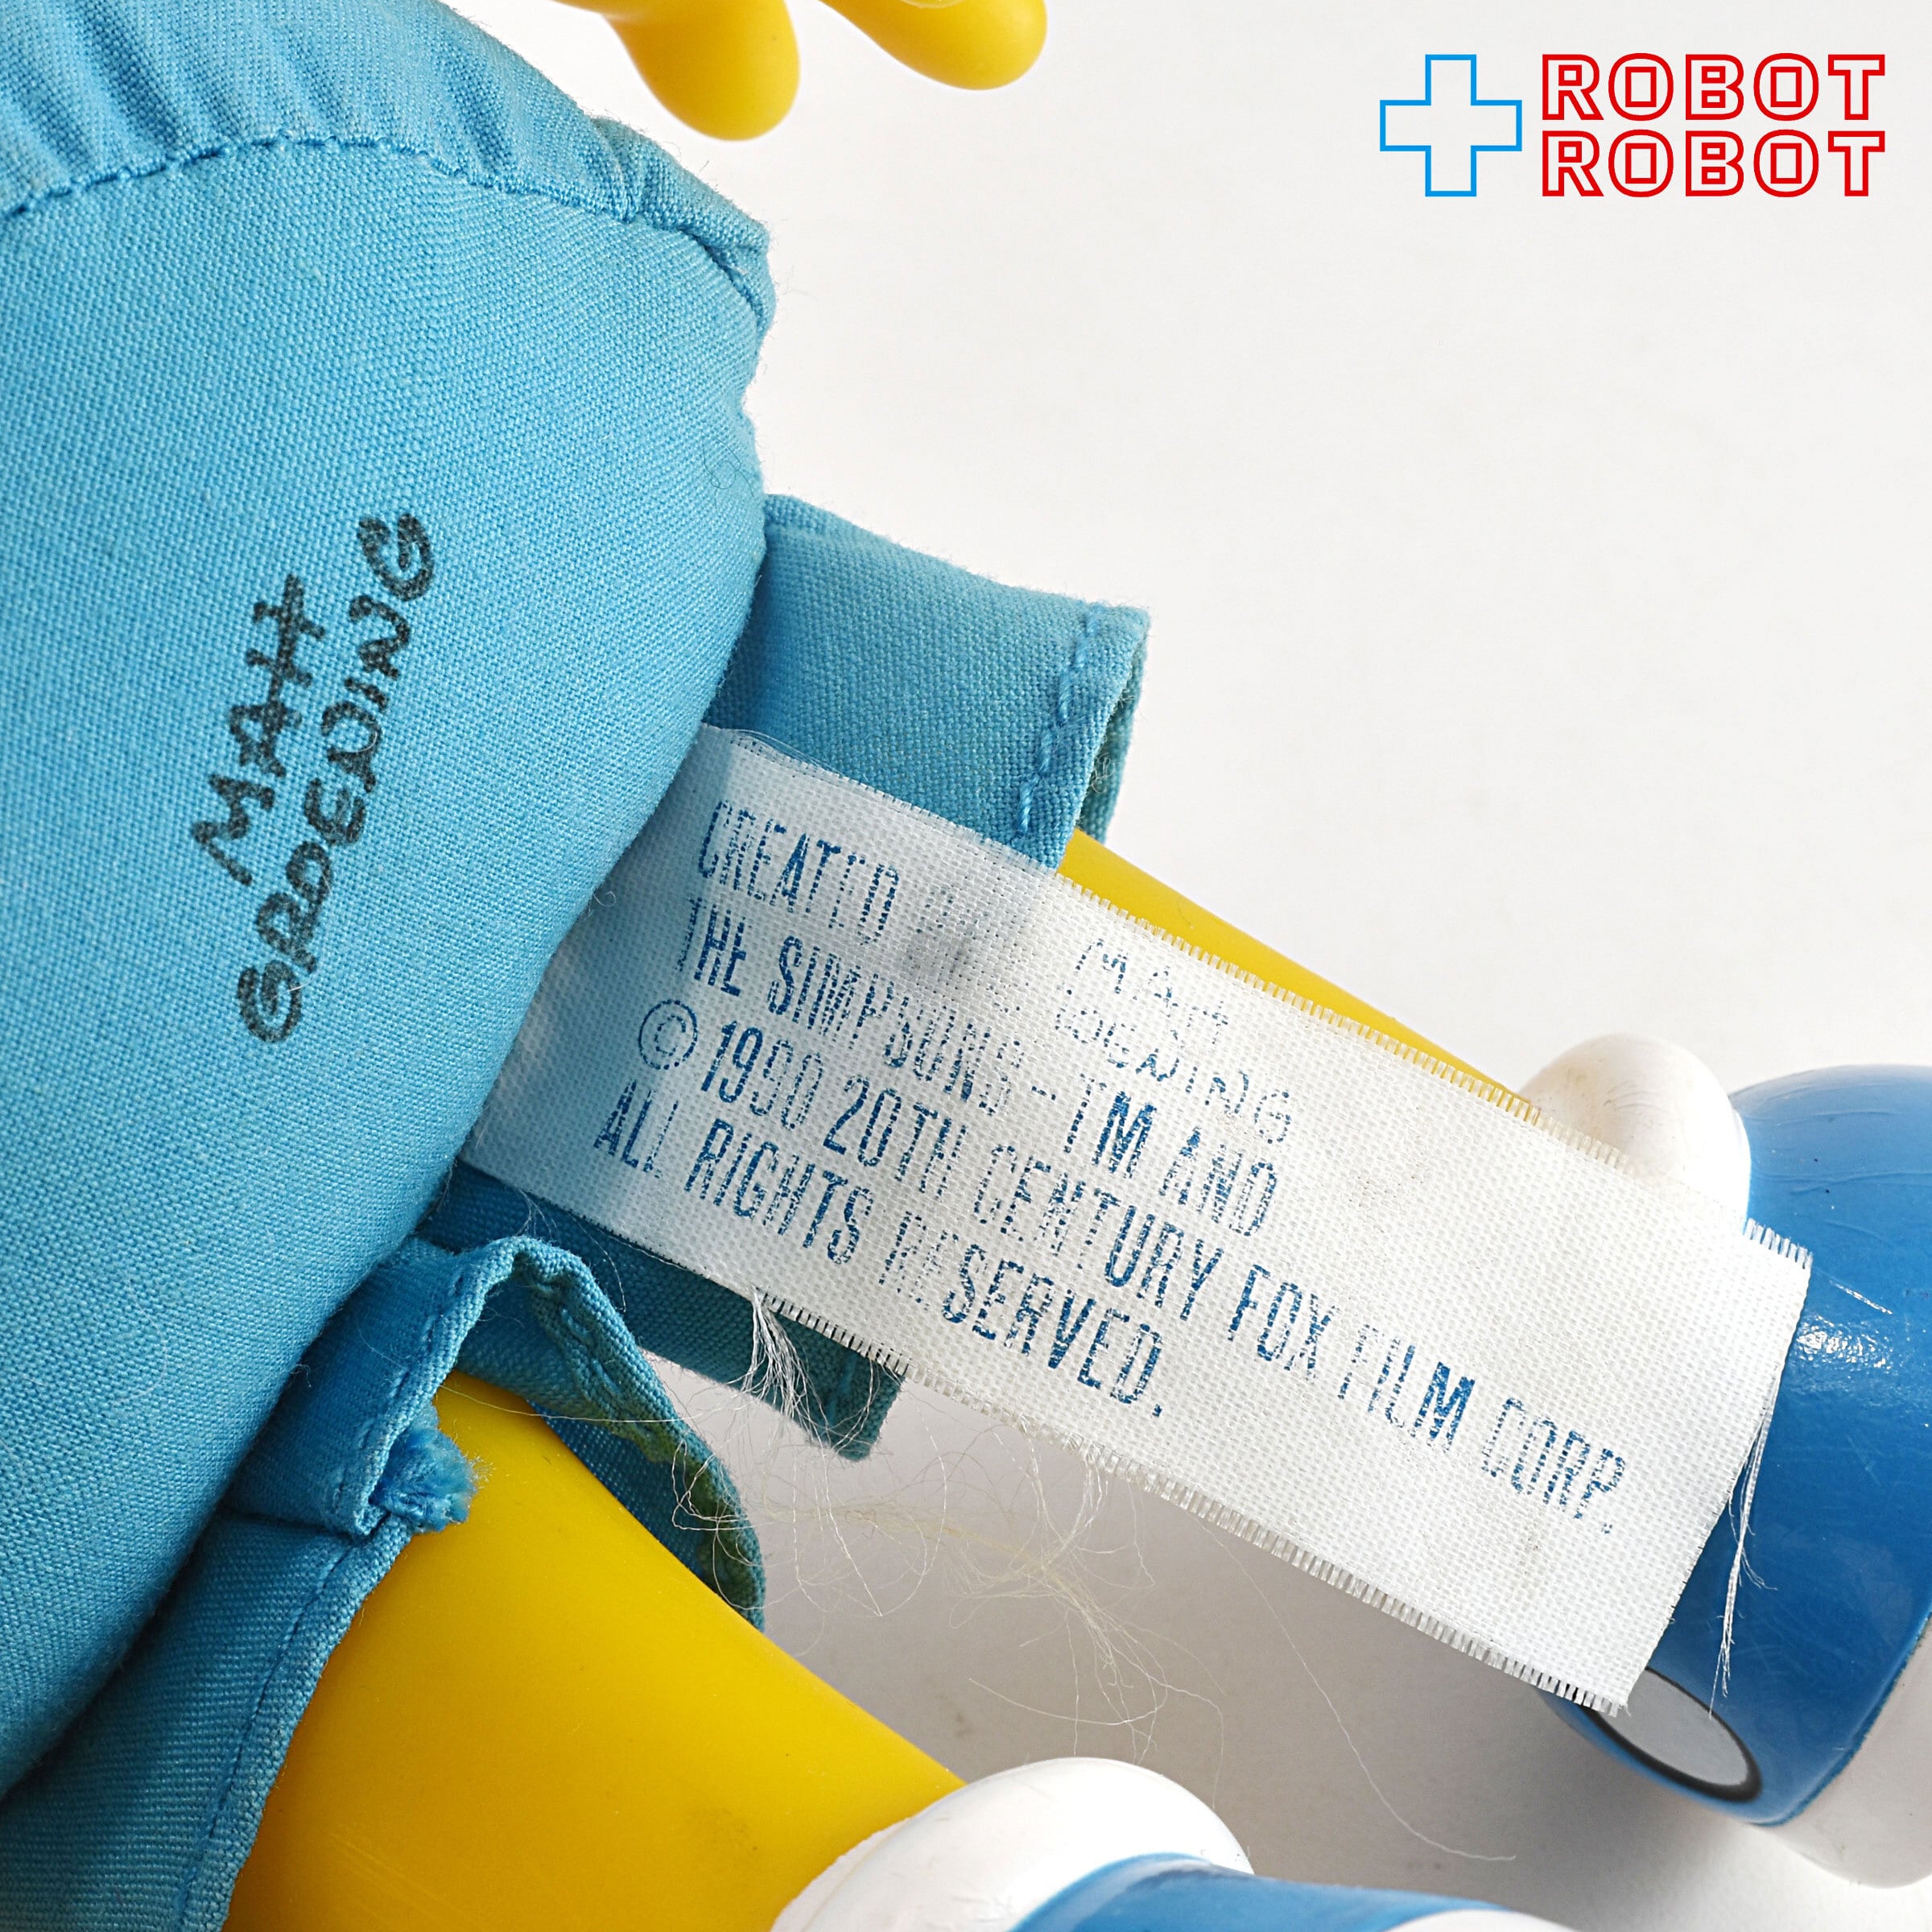 ROBOT
ROBOT
MATT
GROENING
CREATED
MATT
THE SIMPSONS-TM AND
© 1990 20TH CENTURY FOX FILM CORP.
ALL RIGHTS RESERVED.